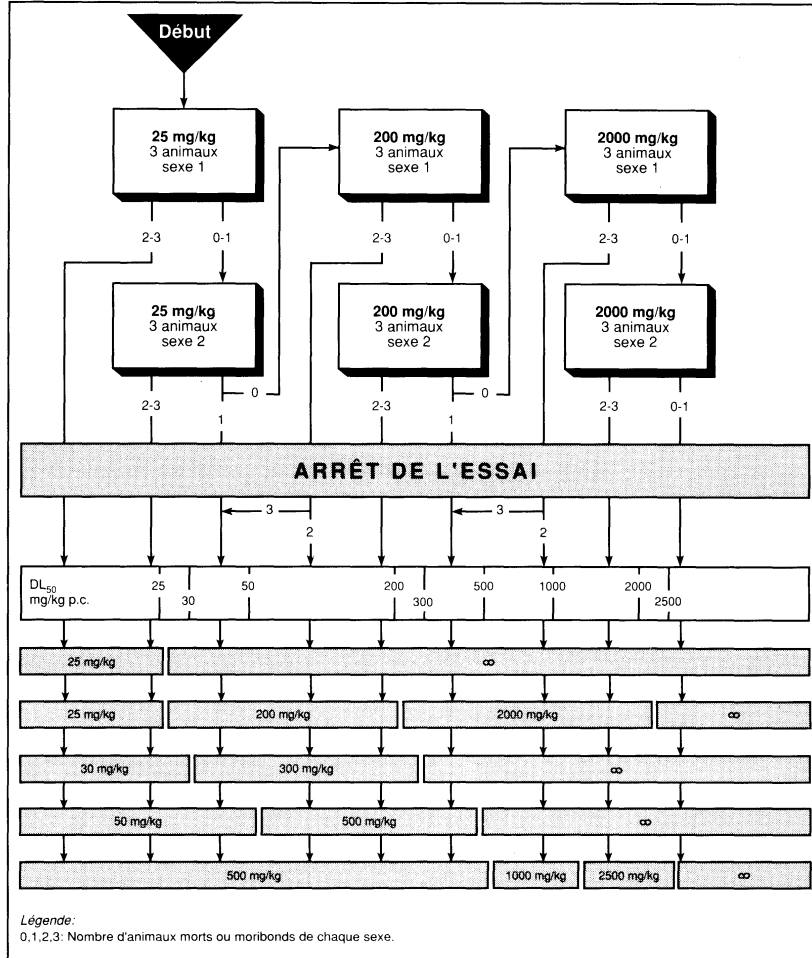 Début
25 mg/kg
3 animaux
sexe 1
200 mg/kg
3 animaux
sexe 1
2000 mg/kg
3 animaux
sexe 1
2-3 0-1 2-3 0-1 2-3 0-1
25 mg/kg
3 animaux
sexe 2
200 mg/kg
3 animaux
sexe 2
2000 mg/kg
3 animaux
sexe 2
0 0
2-3 1 2-3 1 2-3 0-1
ARRÊT DE L'ESSAI
3 3
2 2
DL50 25 50 200 500 1000 2000
mg/kg p.c. 30 300 2500
25 mg/kg ∞
25 mg/kg 200 mg/kg 2000 mg/kg ∞
30 mg/kg 300 mg/kg ∞
50 mg/kg 500 mg/kg ∞
500 mg/kg 1000 mg/kg 2500 mg/kg ∞
Légende:
0,1,2,3: Nombre d'animaux morts ou moribonds de chaque sexe.